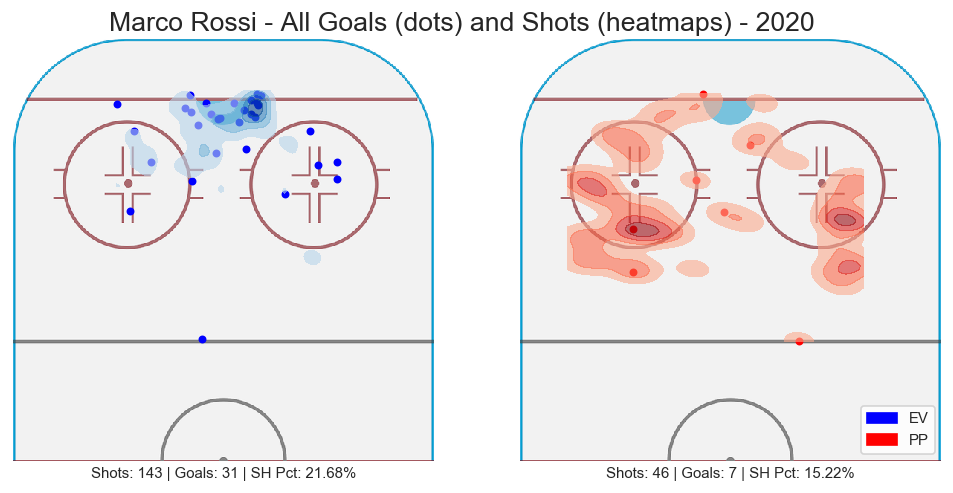 Marco Rossi - All Goals (dots) and Shots (heatmaps) - 2020
EV
PP
Shots: 143 | Goals: 31 | SH Pct: 21.68%
Shots: 46 | Goals: 7 | SH Pct: 15.22%